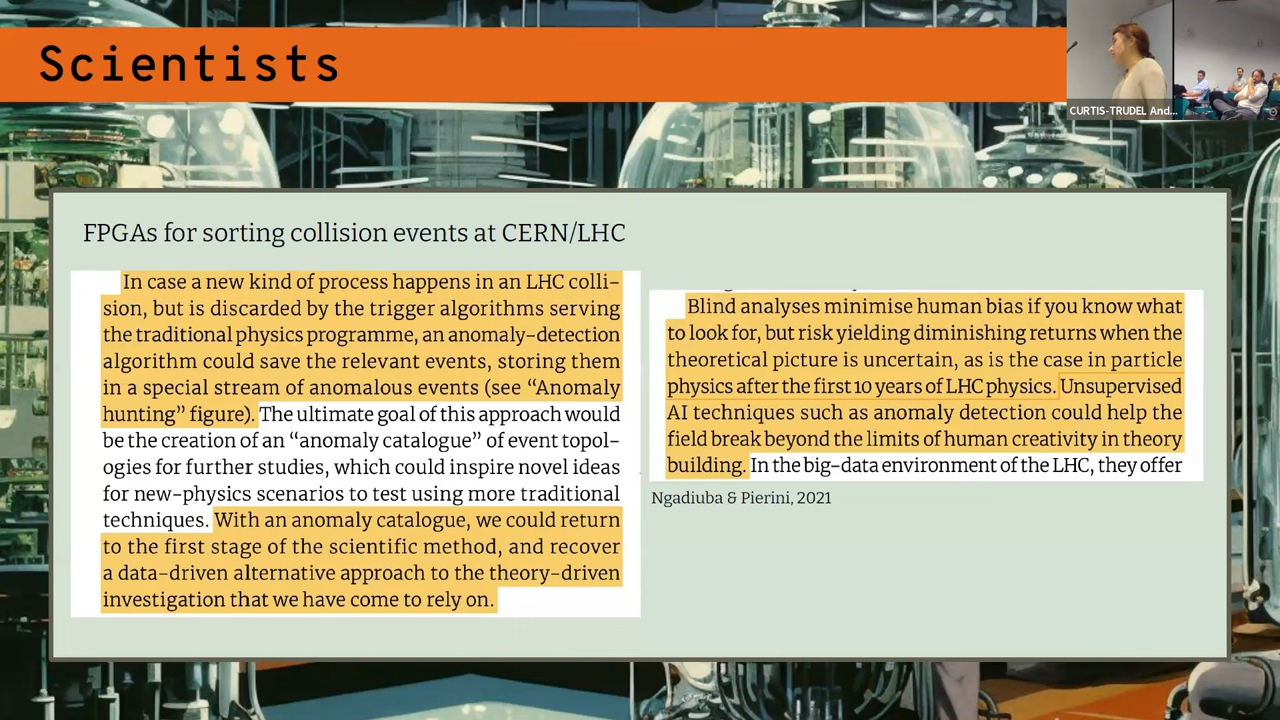 Scientists
CURTIS-TRUDEL And...
FPGAs for sorting collision events at CERN/LHC
In case a new kind of process happens in an LHC colli-
sion, but is discarded by the trigger algorithms serving
the traditional physics programme, an anomaly-detection
algorithm could save the relevant events, storing them
in a special stream of anomalous events (see “Anomaly
hunting” figure). The ultimate goal of this approach would
be the creation of an “anomaly catalogue” of event topol-
ogies for further studies, which could inspire novel ideas
for new-physics scenarios to test using more traditional
techniques. With an anomaly catalogue, we could return
to the first stage of the scientific method, and recover
a data-driven alternative approach to the theory-driven
investigation that we have come to rely on.
Blind analyses minimise human bias if you know what
to look for, but risk yielding diminishing returns when the
theoretical picture is uncertain, as is the case in particle
physics after the first 10 years of LHC physics. Unsupervised
AI techniques such as anomaly detection could help the
field break beyond the limits of human creativity in theory
building. In the big-data environment of the LHC, they offer
Ngadiuba & Pierini, 2021